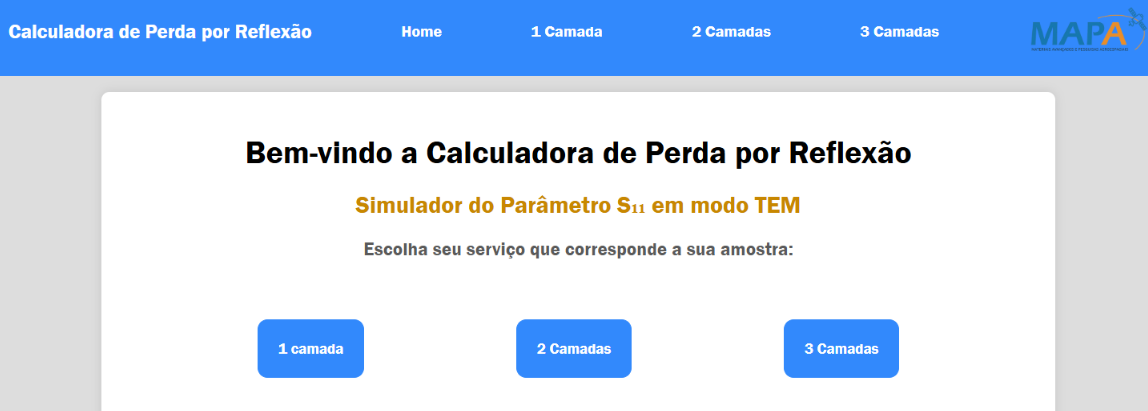 Calculadora de Perda por Reflexão Home 1 Camada 2 Camadas 3 Camadas MAPA
Bem-vindo a Calculadora de Perda por Reflexão
Simulador do Parâmetro S₁₁ em modo TEM
Escolha seu serviço que corresponde a sua amostra:
1 camada 2 Camadas 3 Camadas